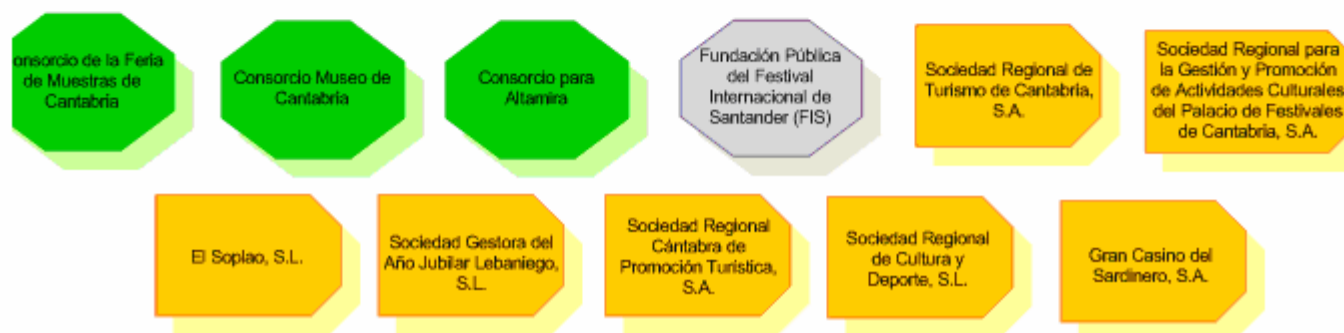 onsorcio de la Feria
de Muestras de
Cantabria
Consorcio Museo de
Cantabria
Consorcio para
Altamira
Fundación Pública
del Festival
Internacional de
Santander (FIS)
Sociedad Regional de
Turismo de Cantabria,
S.A.
Sociedad Regional para
la Gestión y Promoción
de Actividades Culturales
del Palacio de Festivales
de Cantabria, S.A.
El Soplao, S.L.
Sociedad Gestora del
Año Jubilar Lebaniego,
S.L.
Sociedad Regional
Cántabra de
Promoción Turística,
S.A.
Sociedad Regional
de Cultura y
Deporte, S.L.
Gran Casino del
Sardinero, S.A.